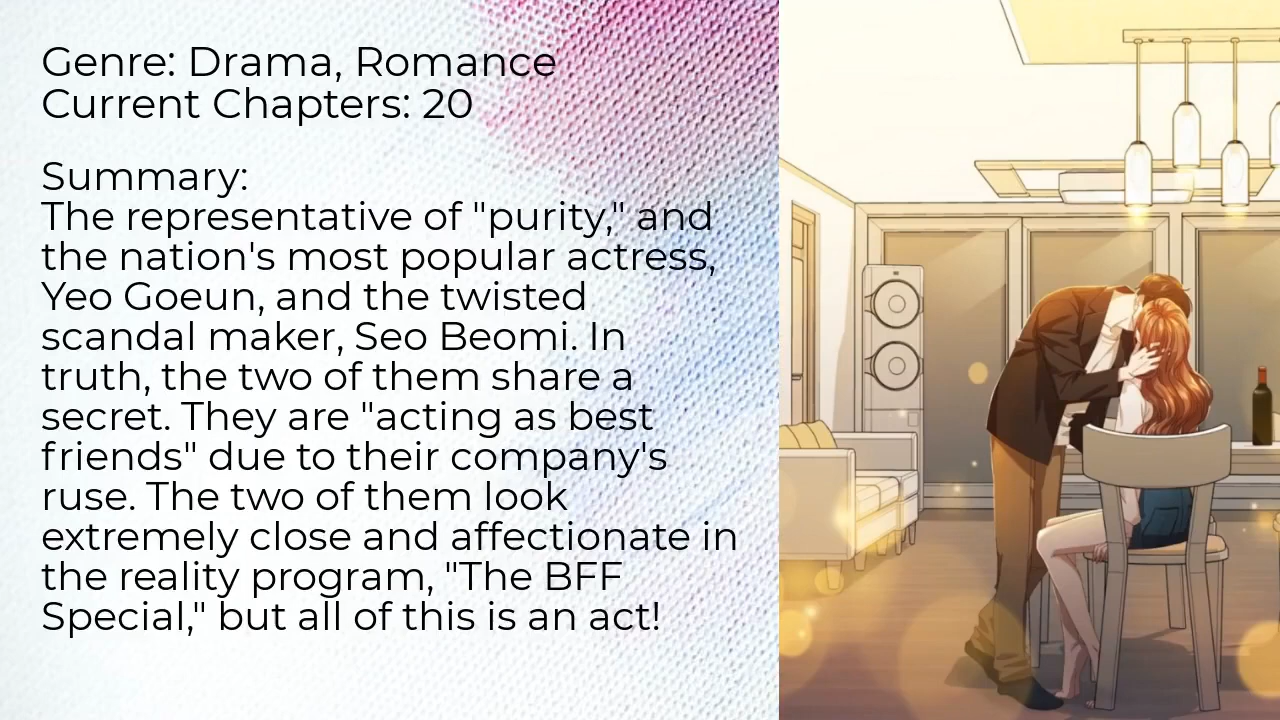 Genre: Drama, Romance
Current Chapters: 20
Summary:
The representative of "purity," and
the nation's most popular actress,
Yeo Goeun, and the twisted
scandal maker, Seo Beomi. In
truth, the two of them share a
secret. They are "acting as best
friends" due to their company's
ruse. The two of them look
extremely close and affectionate in
the reality program, "The BFF
Special," but all of this is an act!